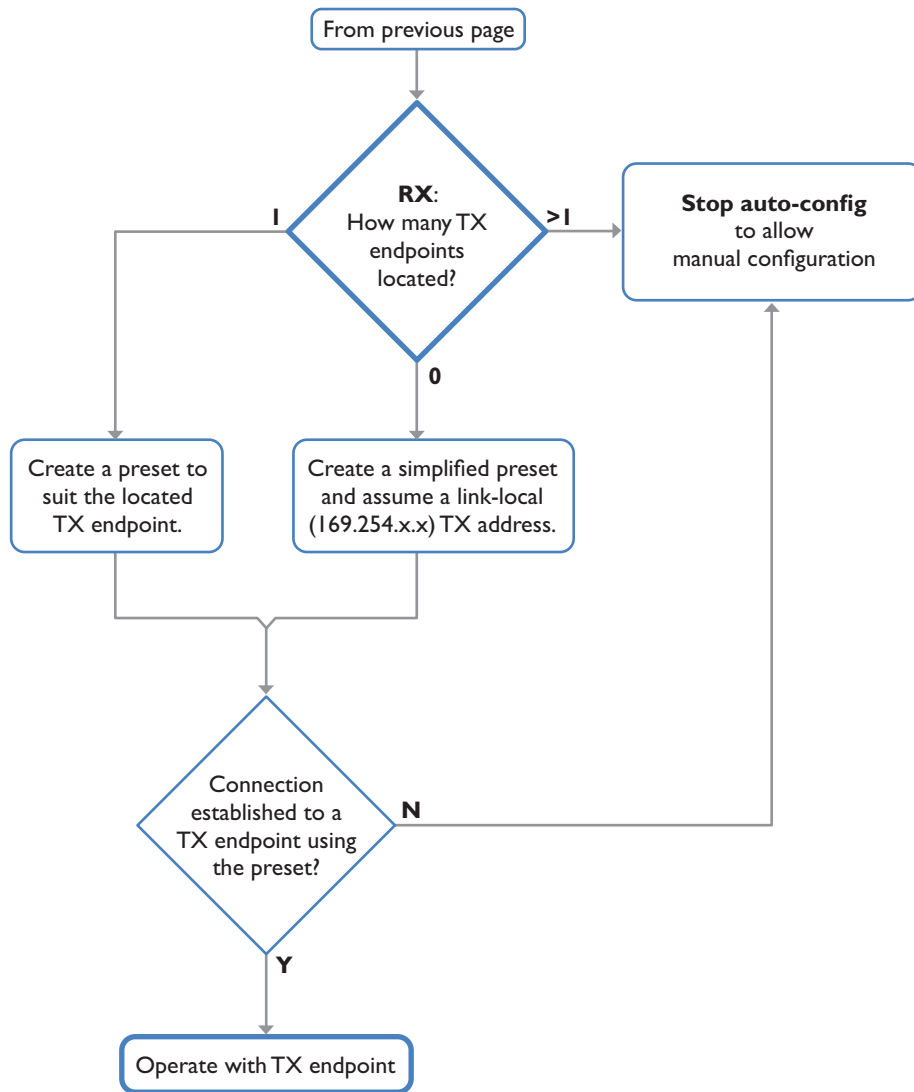 From previous page
RX:
How many TX
endpoints
located?
1
>1
Stop auto-config
to allow
manual configuration
0
Create a preset to
suit the located
TX endpoint.
Create a simplified preset
and assume a link-local
(169.254.x.x) TX address.
Connection
established to a
TX endpoint using
the preset?
N
Y
Operate with TX endpoint